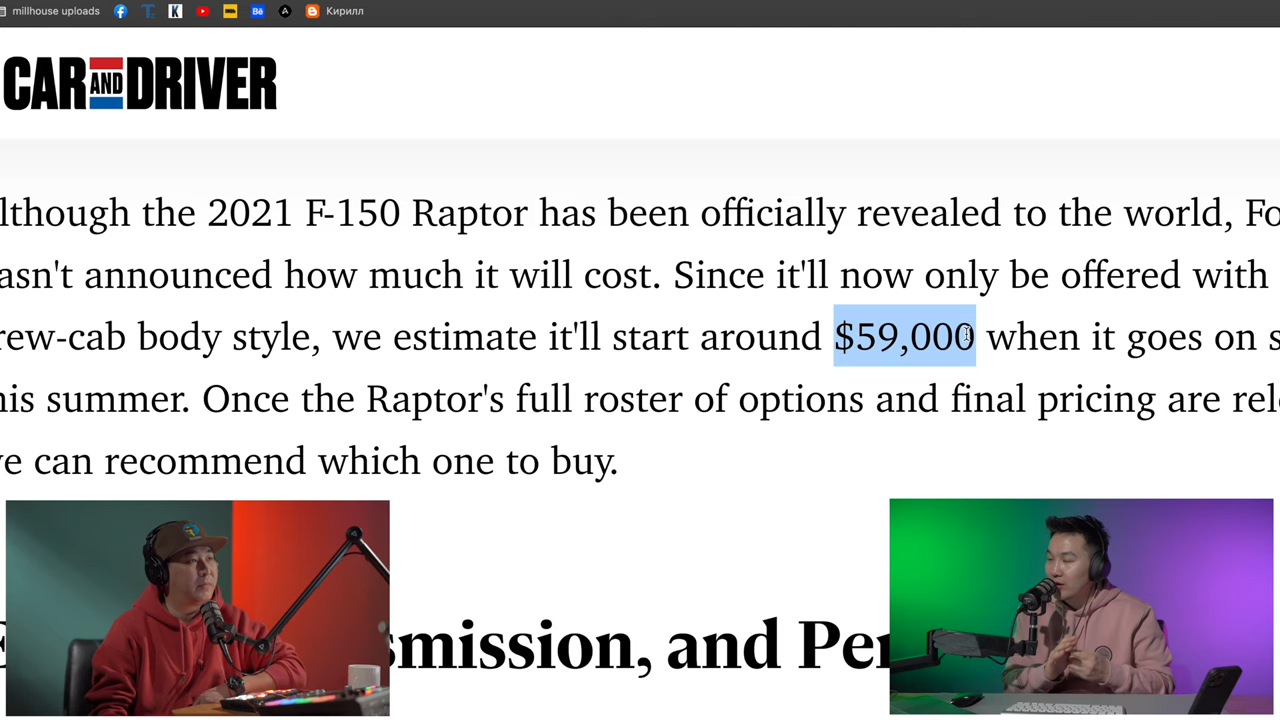 millhouse uploads
Кирилл
CAR AND DRIVER
lthough the 2021 F-150 Raptor has been officially revealed to the world, Fo
asn't announced how much it will cost. Since it'll now only be offered with
rew-cab body style, we estimate it'll start around $59,000 when it goes on s
his summer. Once the Raptor's full roster of options and final pricing are rel
e can recommend which one to buy.
smission, and Per